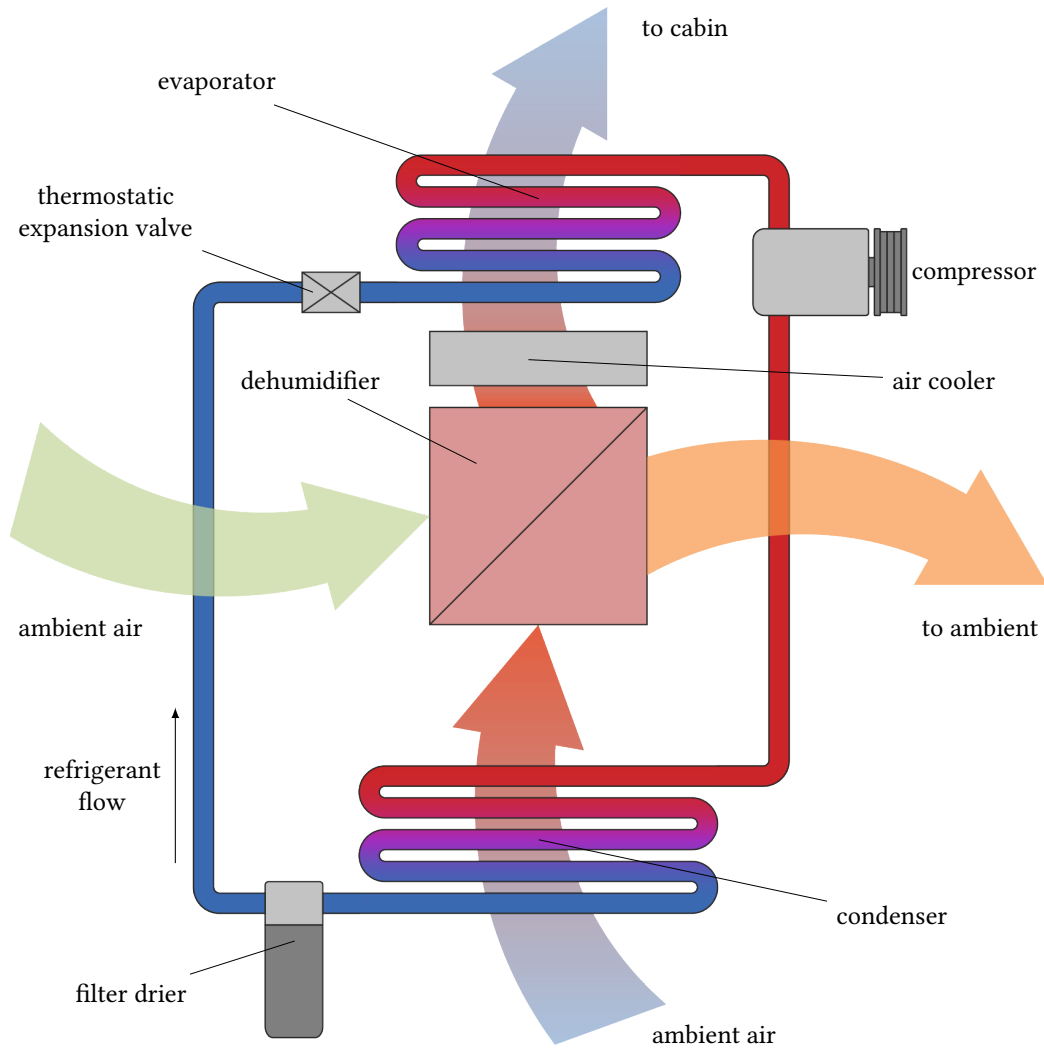 to cabin
evaporator
thermostatic
expansion valve
compressor
dehumidifier
air cooler
ambient air
to ambient
refrigerant
flow
condenser
filter drier
ambient air